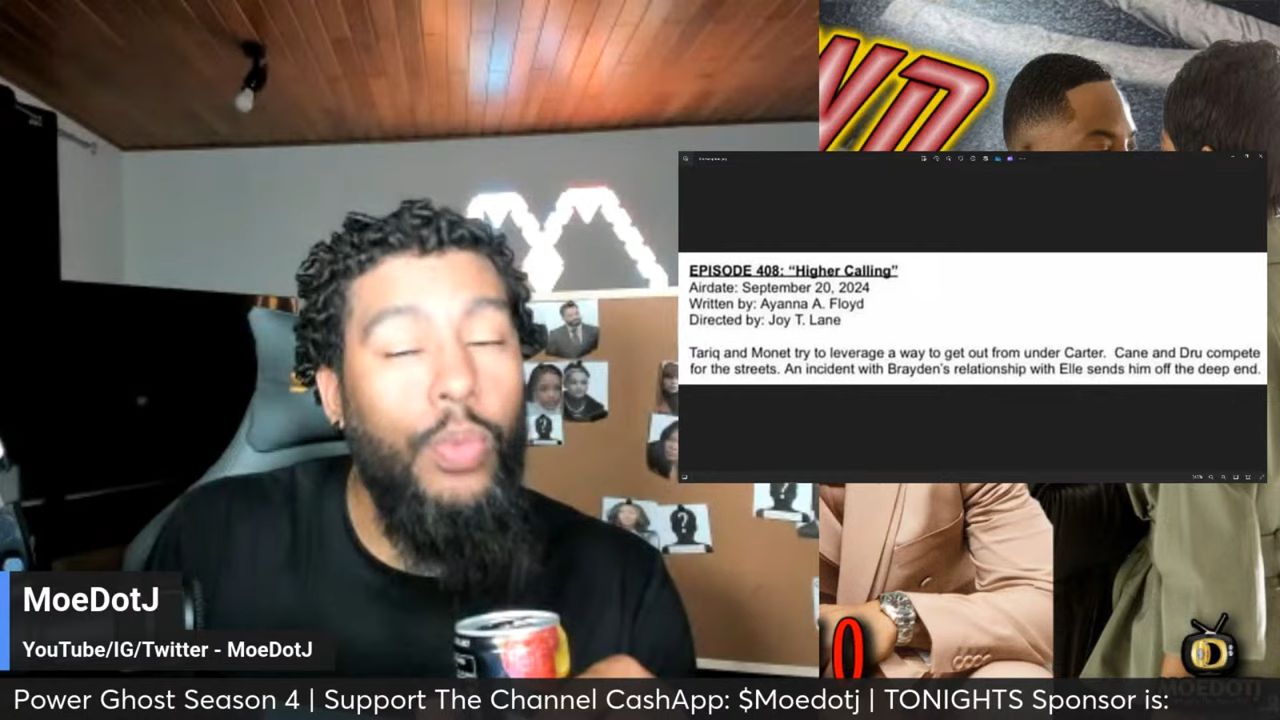 ND
EPISODE 408: “Higher Calling”
Airdate: September 20, 2024
Written by: Ayanna A. Floyd
Directed by: Joy T. Lane
Tariq and Monet try to leverage a way to get out from under Carter. Cane and Dru compete
for the streets. An incident with Brayden's relationship with Elle sends him off the deep end.
?
?
?
MoeDotJ
YouTube/IG/Twitter - MoeDotJ
0
MOEDOTJ
Power Ghost Season 4 | Support The Channel CashApp: $Moedotj | TONIGHTS Sponsor is: